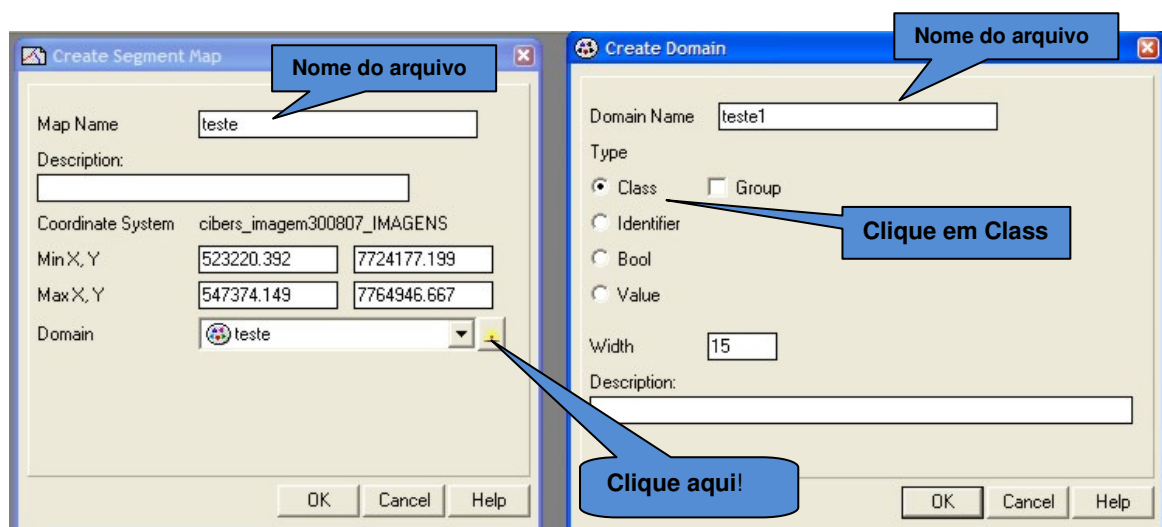 Create Segment Map
Nome do arquivo
Map Name
teste
Description:
Coordinate System
cibers_imagem300807_IMAGENS
Min X, Y
523220.392
7724177.199
Max X, Y
547374.149
7764946.667
Domain
teste
Clique aqui!
OK
Cancel
Help
Create Domain
Nome do arquivo
Domain Name
teste1
Type
Class
Group
Identifier
Clique em Class
Bool
Value
Width
15
Description:
OK
Cancel
Help